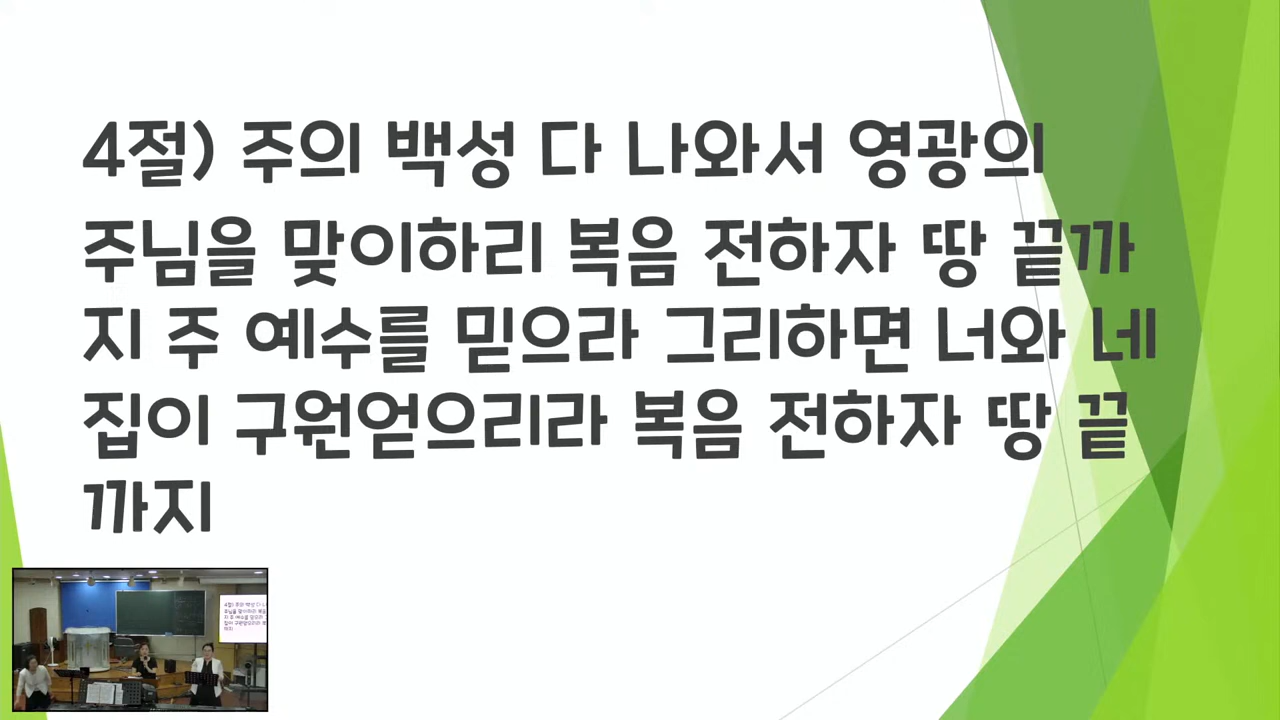 4절) 주의 백성 다 나와서 영광의
주님을 맞이하리 복음 전하자 땅 끝까
지 주 예수를 믿으라 그리하면 너와 네
집이 구원얻으리라 복음 전하자 땅 끝
까지